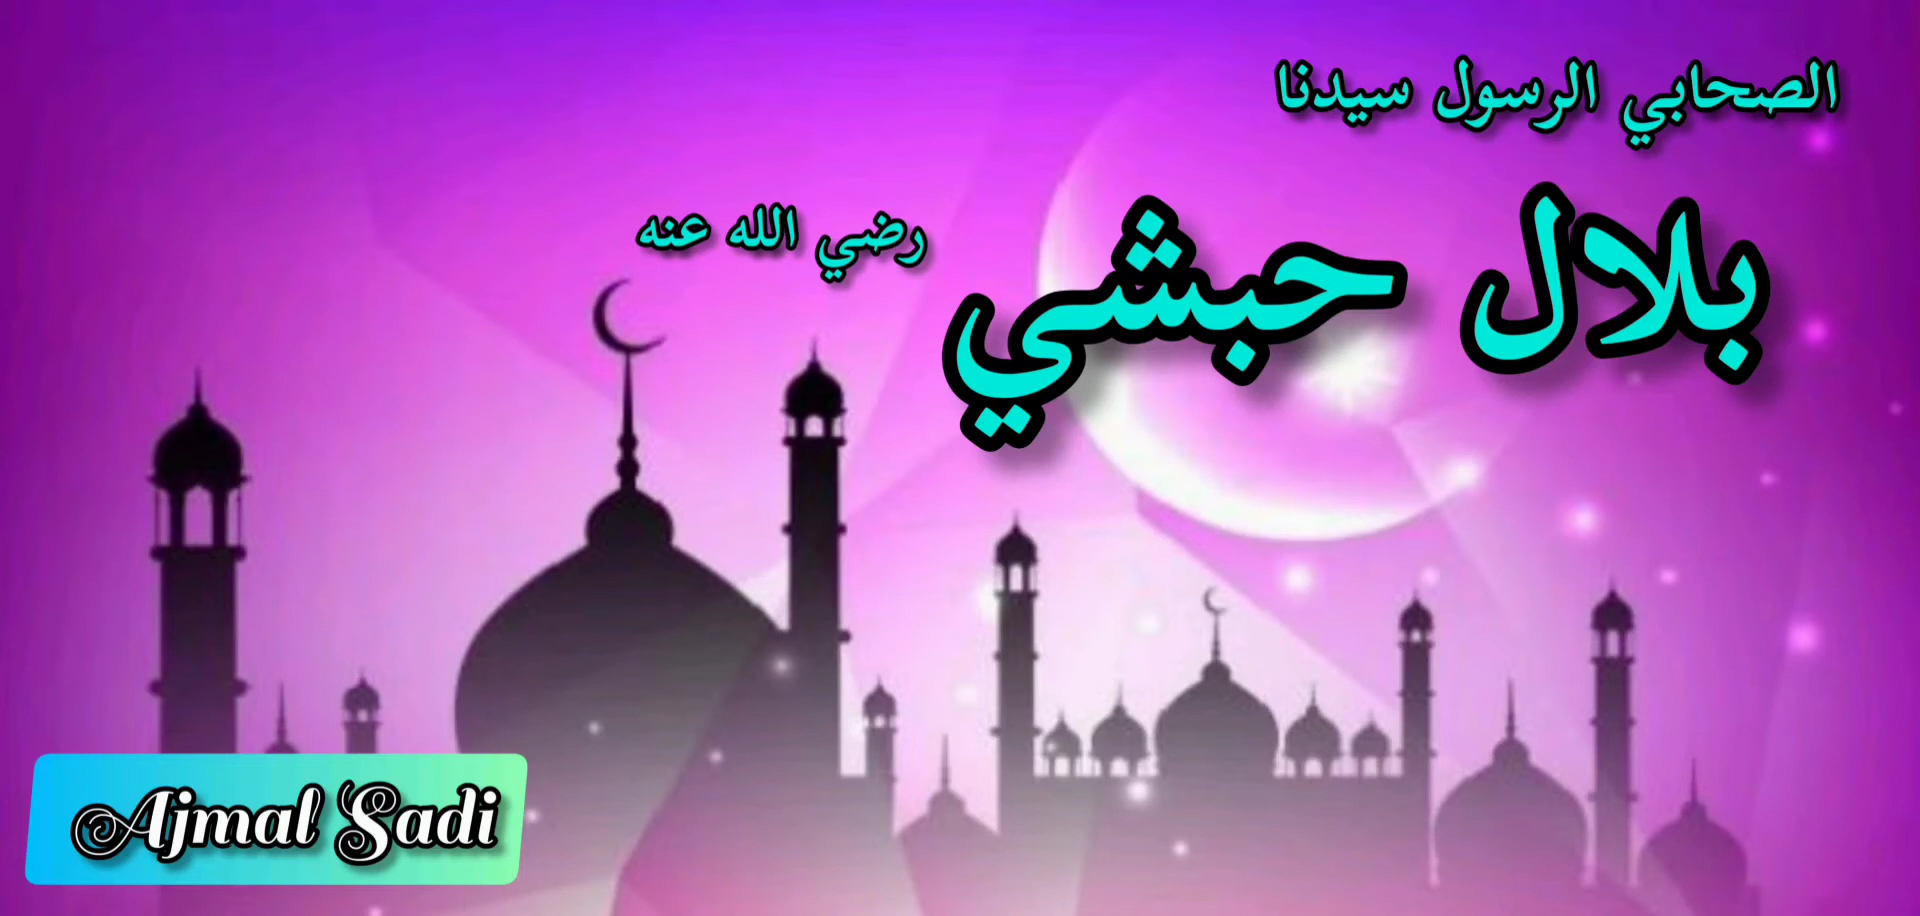 الصحابي الرسول سيدنا
بلال حبشي
رضي الله عنه
Ajmal Sadi